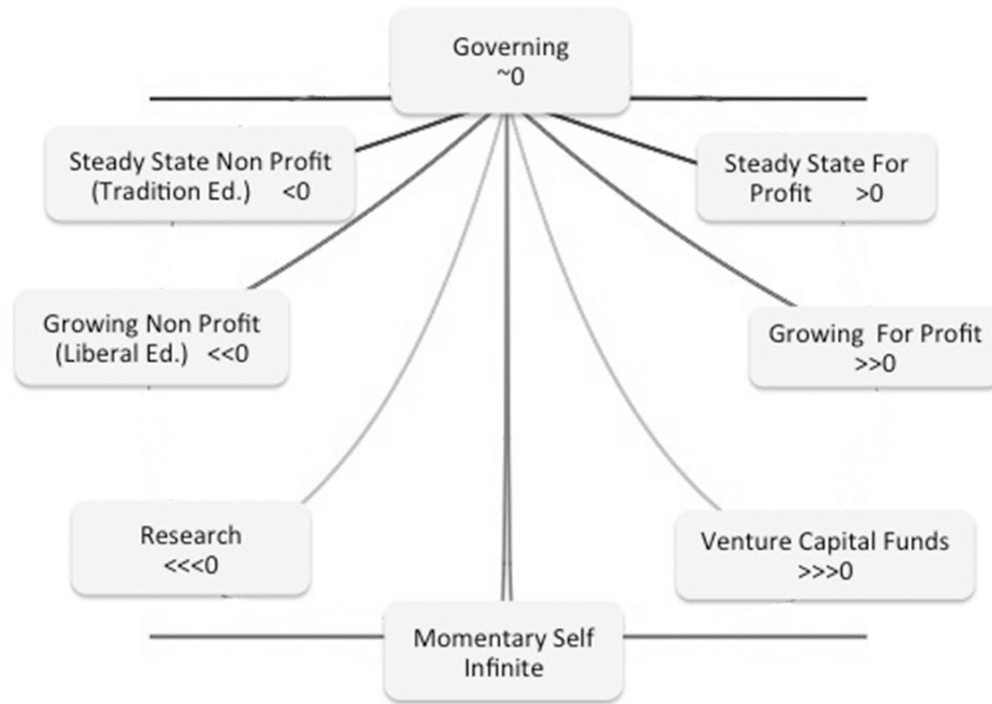 Governing
~0
Steady State Non Profit
(Tradition Ed.) <0
Steady State For
Profit >0
Growing Non Profit
(Liberal Ed.) <<0
Growing For Profit
>>0
Research
<<<0
Venture Capital Funds
>>>0
Momentary Self
Infinite